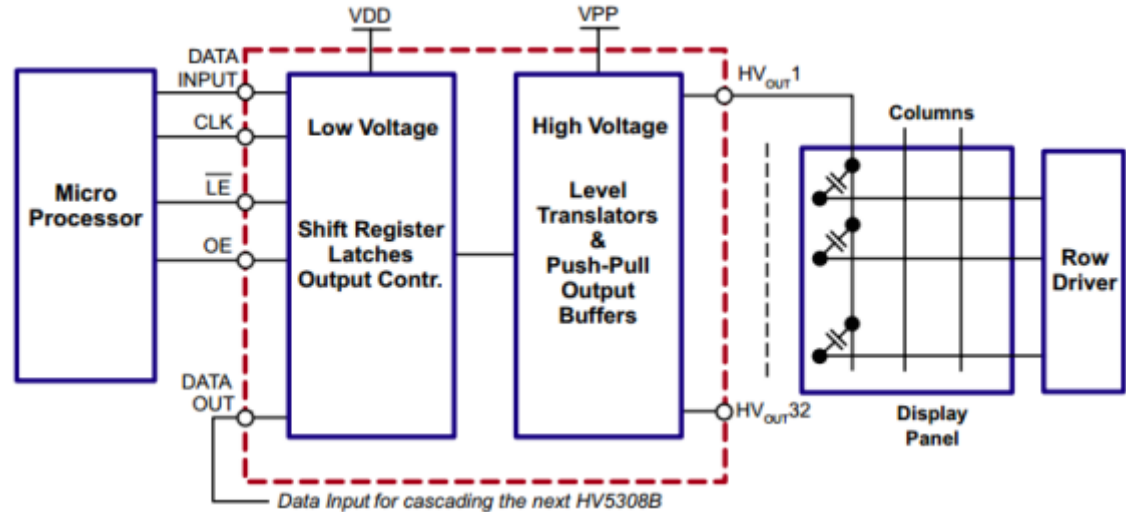 VDD
VPP
DATA
INPUT
CLK
LE
OE
DATA
OUT
Micro
Processor
Low Voltage
Shift Register
Latches
Output Contr.
High Voltage
Level
Translators
&
Push-Pull
Output
Buffers
HVOUT1
HVOUT32
Columns
Display
Panel
Row
Driver
Data Input for cascading the next HV5308B